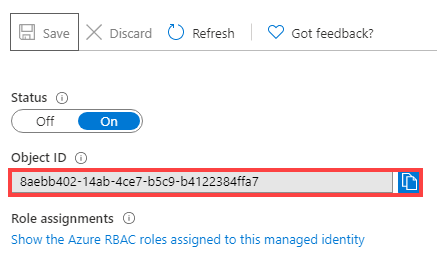 Save Discard Refresh Got feedback?
Status
Off On
Object ID
8aebb402-14ab-4ce7-b5c9-b4122384ffa7
Role assignments
Show the Azure RBAC roles assigned to this managed identity